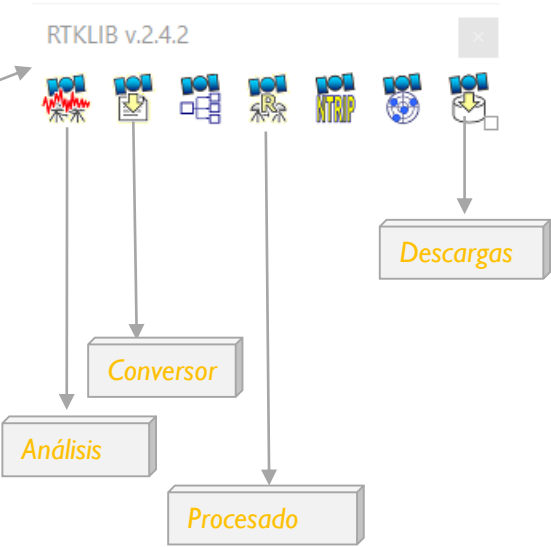 RTKLIB v.2.4.2
R
NTRIP
Descargas
Conversor
Análisis
Procesado